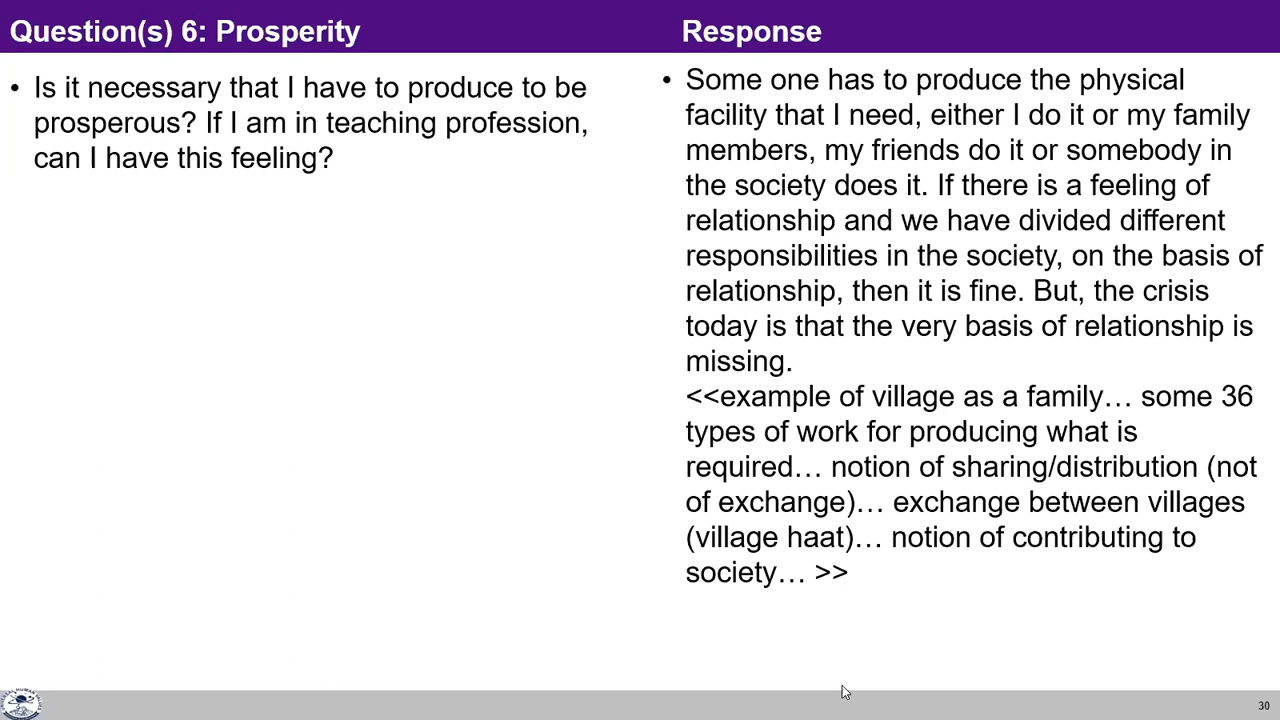 Question(s) 6: Prosperity
Response
• Is it necessary that I have to produce to be
prosperous? If I am in teaching profession,
can I have this feeling?
• Some one has to produce the physical
facility that I need, either I do it or my family
members, my friends do it or somebody in
the society does it. If there is a feeling of
relationship and we have divided different
responsibilities in the society, on the basis of
relationship, then it is fine. But, the crisis
today is that the very basis of relationship is
missing.
<<example of village as a family… some 36
types of work for producing what is
required… notion of sharing/distribution (not
of exchange)… exchange between villages
(village haat)… notion of contributing to
society… >>
30